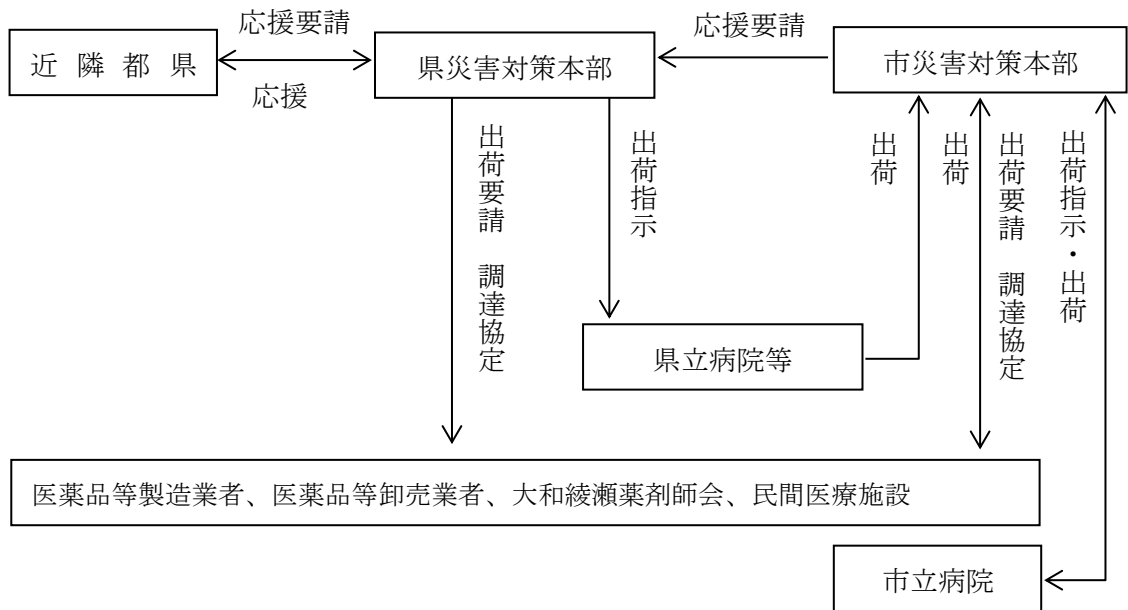 応援要請
応援要請
近隣都県
県災害対策本部
市災害対策本部
応援
出荷要請　調達協定
出荷指示
出荷
出荷
出荷要請　調達協定
出荷指示・出荷
県立病院等
医薬品等製造業者、医薬品等卸売業者、大和綾瀬薬剤師会、民間医療施設
市立病院